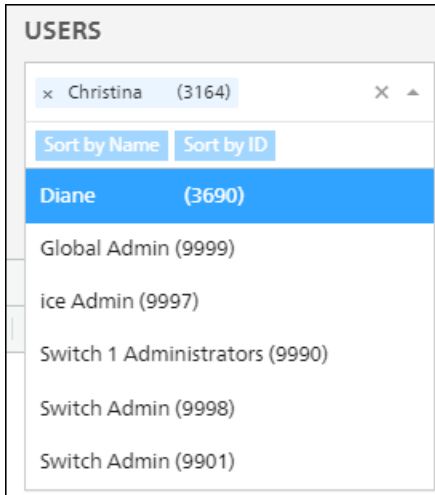 USERS
× Christina (3164) ×
Sort by Name Sort by ID
Diane (3690)
Global Admin (9999)
ice Admin (9997)
Switch 1 Administrators (9990)
Switch Admin (9998)
Switch Admin (9901)